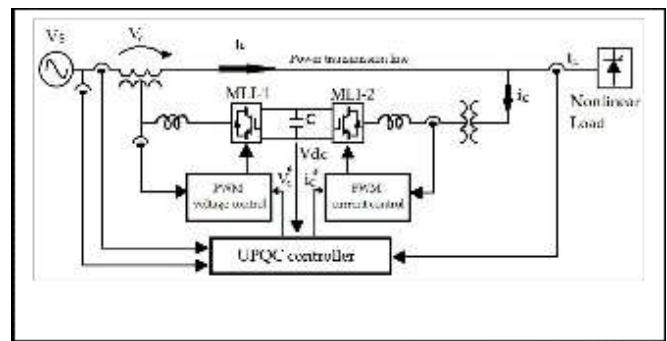 Vs
Vc
Is
Power transmission line
MLI-1
MLI-2
C
Vdc
ic
Nonlinear
Load
PWM
voltage control
Vc*
ic*
PWM
current control
UPQC controller